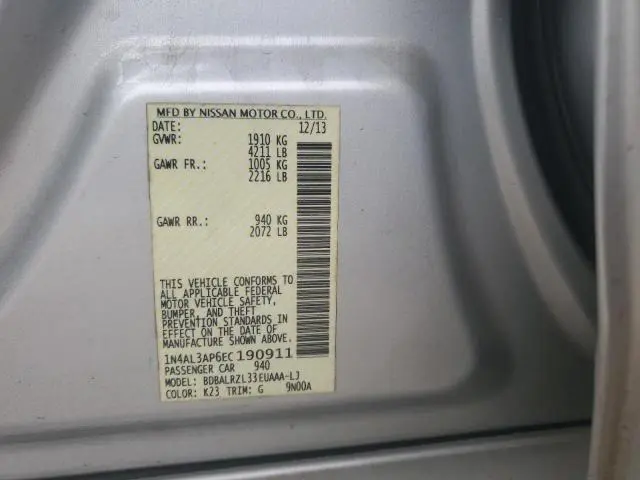 MFD BY NISSAN MOTOR CO., LTD.
DATE: 12/13
GVWR: 1910 KG
4211 LB
GAWR FR.: 1005 KG
2216 LB
GAWR RR.: 940 KG
2072 LB
THIS VEHICLE CONFORMS TO
ALL APPLICABLE FEDERAL
MOTOR VEHICLE SAFETY,
BUMPER, AND THEFT
PREVENTION STANDARDS IN
EFFECT ON THE DATE OF
MANUFACTURE SHOWN ABOVE.
1N4AL3AP6EC190911
PASSENGER CAR 940
MODEL: BDBALRZL33EUAAA-LJ
COLOR: K23 TRIM: G 9N00A